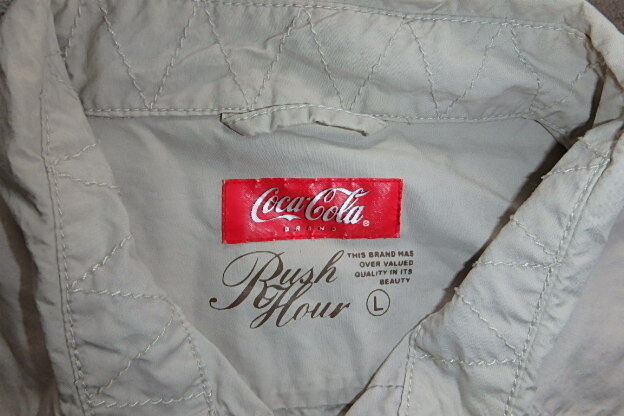 Coca-Cola®
BRAND
Rush
Hour
THIS BRAND HAS
OVER VALUED
QUALITY IN ITS
BEAUTY
L